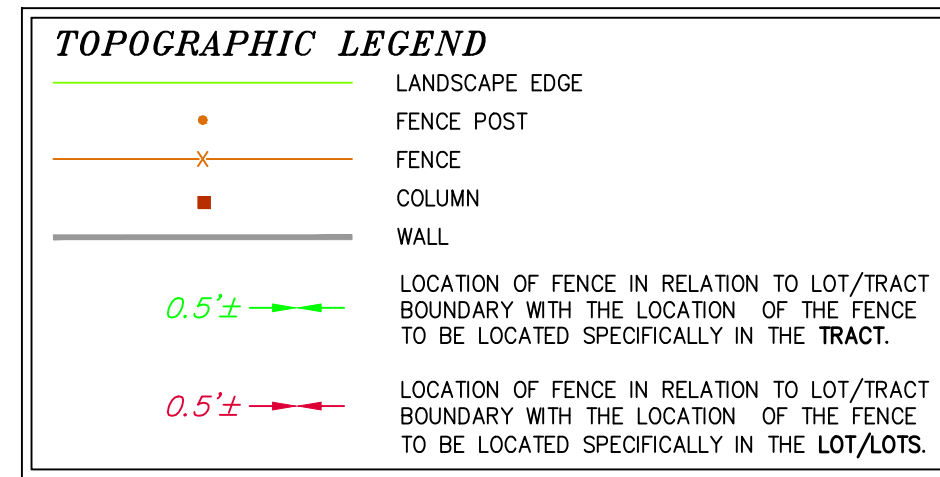 TOPOGRAPHIC LEGEND
LANDSCAPE EDGE
FENCE POST
FENCE
COLUMN
WALL
0.5'±
LOCATION OF FENCE IN RELATION TO LOT/TRACT
BOUNDARY WITH THE LOCATION OF THE FENCE
TO BE LOCATED SPECIFICALLY IN THE TRACT.
0.5'±
LOCATION OF FENCE IN RELATION TO LOT/TRACT
BOUNDARY WITH THE LOCATION OF THE FENCE
TO BE LOCATED SPECIFICALLY IN THE LOT/LOTS.